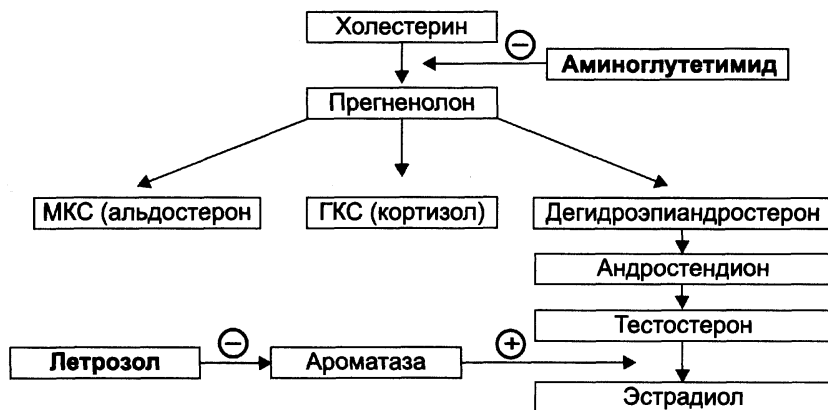 Холестерин
Аминоглутетимид
Прегненолон
МКС (альдостерон
ГКС (кортизол)
Дегидроэпиандростерон
Андростендион
Тестостерон
Летрозол
Ароматаза
Эстрадиол